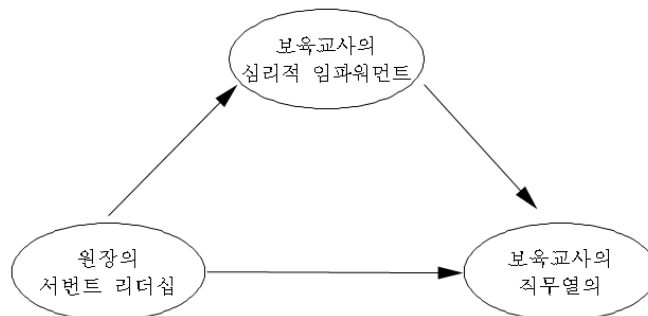 보육교사의
심리적 임파워먼트
원장의
서번트 리더십
보육교사의
직무열의